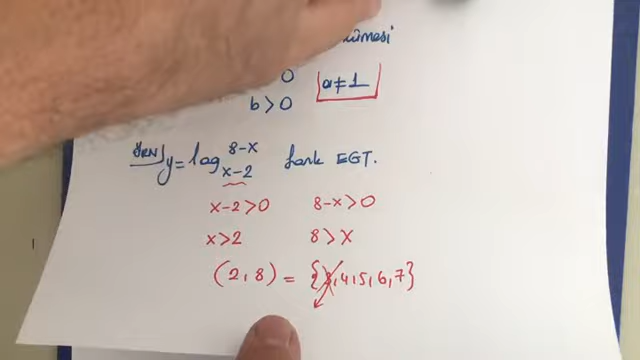 0
b>0 a≠1
ÖRN/ y=log x-2 8-x fonk EGT.
x-2>0 8-x>0
x>2 8>x
(2,8) = {3,4,5,6,7}